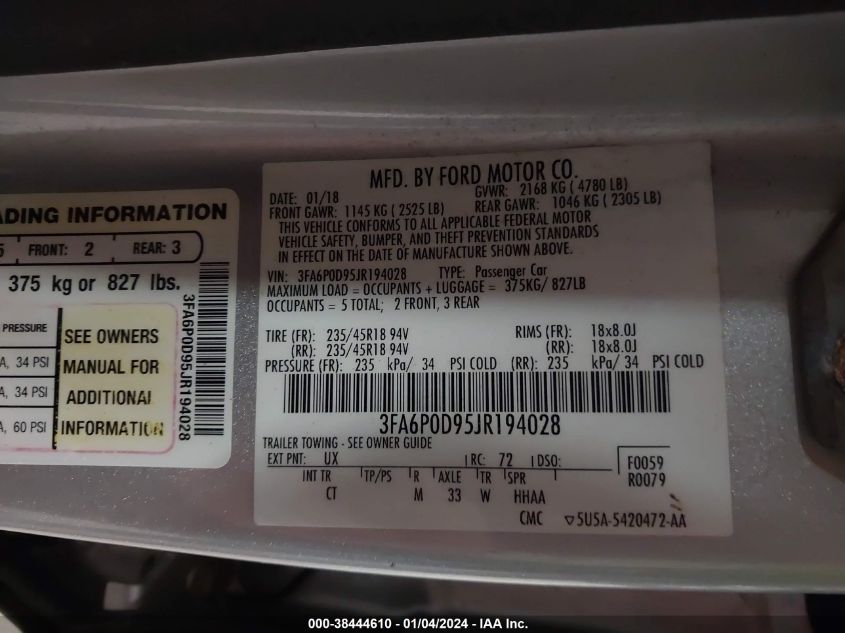 ADING INFORMATION
5 FRONT: 2 REAR: 3
375 kg or 827 lbs.
PRESSURE
A, 34 PSI
A, 34 PSI
A, 60 PSI
SEE OWNERS
MANUAL FOR
ADDITIONAL
INFORMATION
3FA6P0D95JR194028
MFD. BY FORD MOTOR CO.
DATE: 01/18 GVWR: 2168 KG ( 4780 LB)
FRONT GAWR: 1145 KG ( 2525 LB) REAR GAWR: 1046 KG ( 2305 LB)
THIS VEHICLE CONFORMS TO ALL APPLICABLE FEDERAL MOTOR
VEHICLE SAFETY, BUMPER, AND THEFT PREVENTION STANDARDS
IN EFFECT ON THE DATE OF MANUFACTURE SHOWN ABOVE.
VIN: 3FA6P0D95JR194028 TYPE: Passenger Car
MAXIMUM LOAD = OCCUPANTS + LUGGAGE = 375KG/ 827LB
OCCUPANTS = 5 TOTAL; 2 FRONT, 3 REAR
TIRE (FR): 235/45R18 94V RIMS (FR): 18x8.0J
(RR): 235/45R18 94V (RR): 18x8.0J
PRESSURE (FR): 235 kPa/ 34 PSI COLD (RR): 235 kPa/ 34 PSI COLD
3FA6P0D95JR194028
TRAILER TOWING - SEE OWNER GUIDE
EXT PNT: UX RC: 72 DSO: F0059
R0079
INT TR TP/PS R AXLE TR SPR
CT M 33 W HHAA
CMC ▽5U5A-5420472-AA
000-38444610 - 01/04/2024 - IAA Inc.